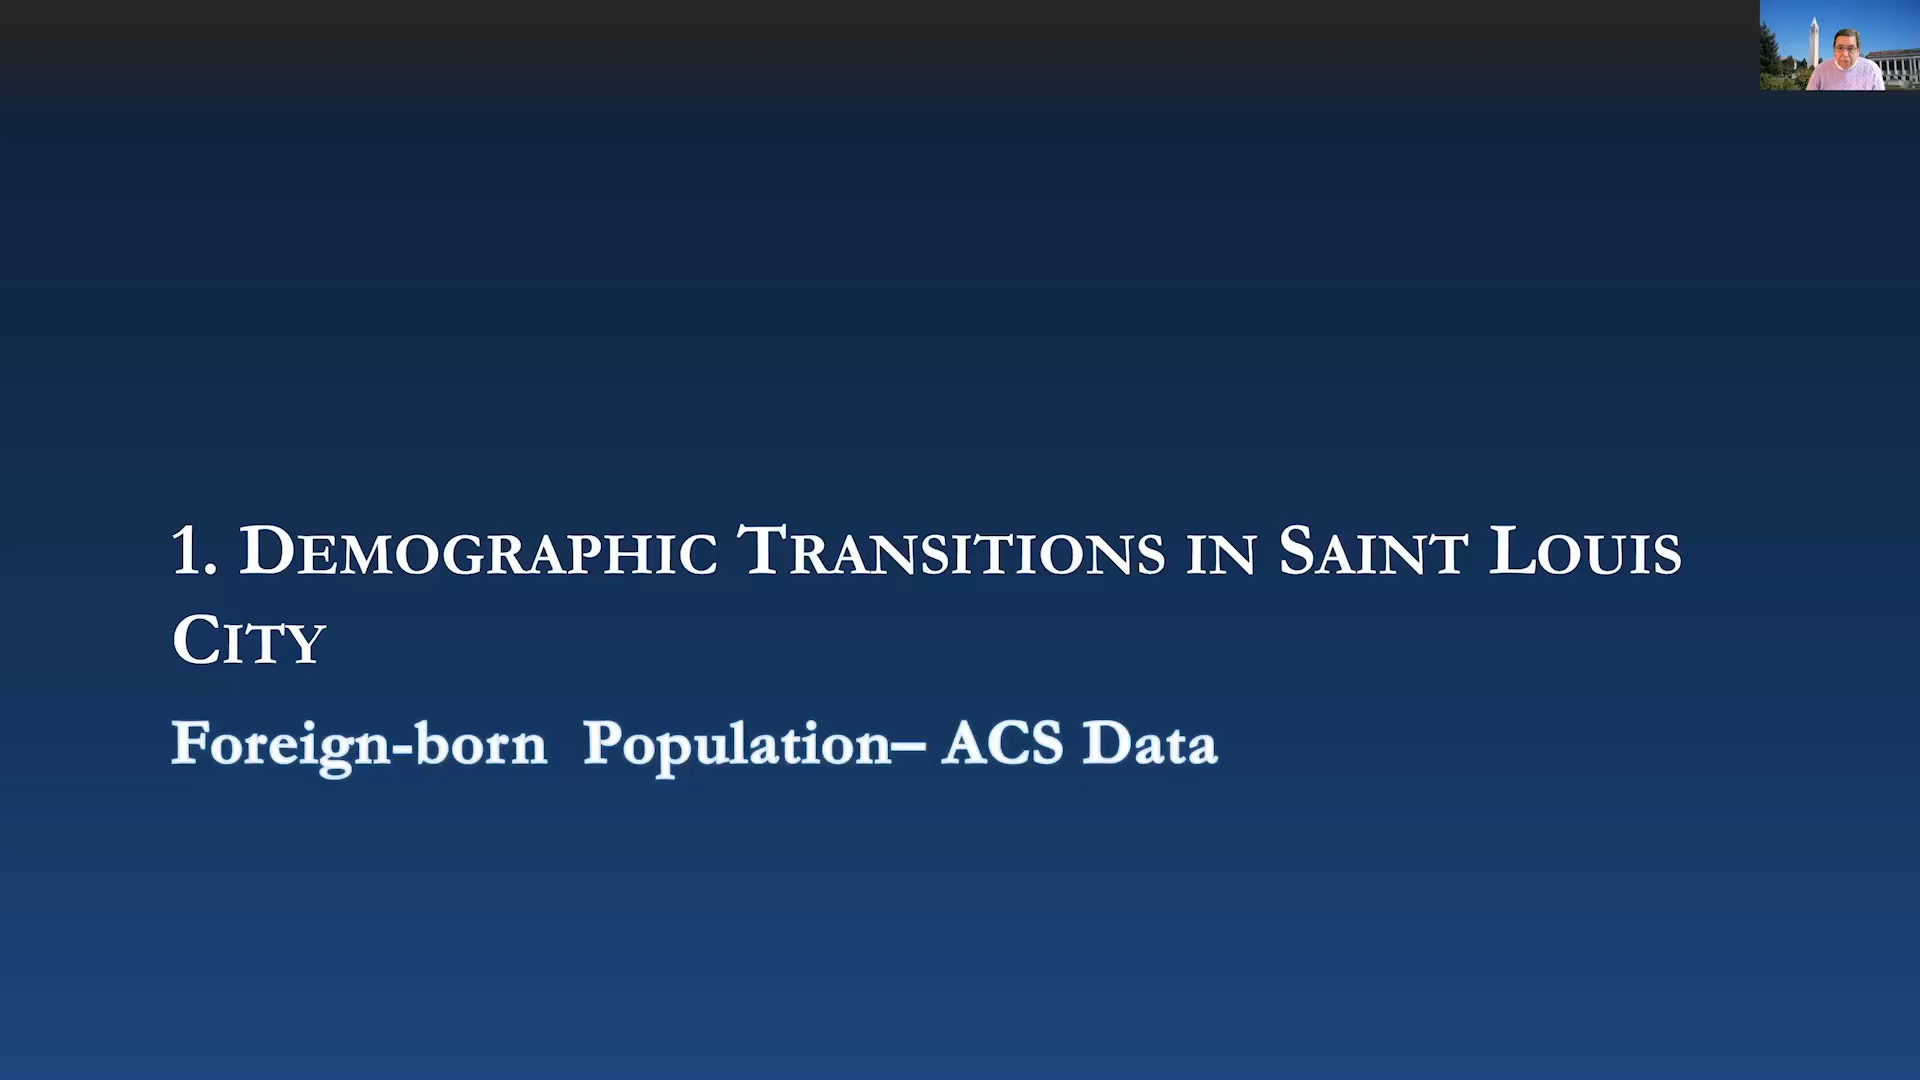 1. DEMOGRAPHIC TRANSITIONS IN SAINT LOUIS
CITY
Foreign-born  Population– ACS Data